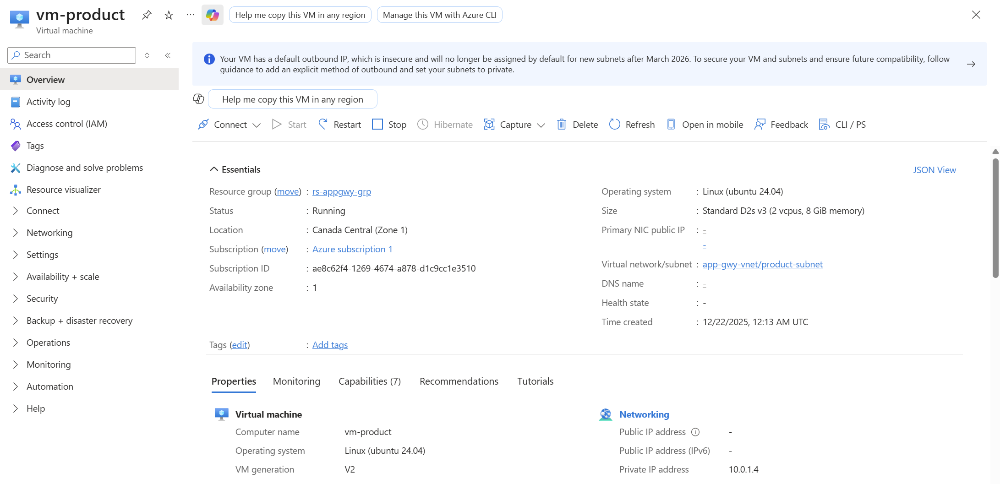 vm-product
Virtual machine
Help me copy this VM in any region
Manage this VM with Azure CLI
Search
Overview
Activity log
Access control (IAM)
Tags
Diagnose and solve problems
Resource visualizer
Connect
Networking
Settings
Availability + scale
Security
Backup + disaster recovery
Operations
Monitoring
Automation
Help
Your VM has a default outbound IP, which is insecure and will no longer be assigned by default for new subnets after March 2026. To secure your VM and subnets and ensure future compatibility, follow
guidance to add an explicit method of outbound and set your subnets to private.
Help me copy this VM in any region
Connect Start Restart Stop Hibernate Capture Delete Refresh Open in mobile Feedback CLI / PS
Essentials
JSON View
Resource group (move) : rs-appgwy-grp
Status : Running
Location : Canada Central (Zone 1)
Subscription (move) : Azure subscription 1
Subscription ID : ae8c62f4-1269-4674-a878-d1c9cc1e3510
Availability zone : 1
Operating system : Linux (ubuntu 24.04)
Size : Standard D2s v3 (2 vcpus, 8 GiB memory)
Primary NIC public IP : -
-
Virtual network/subnet : app-gwy-vnet/product-subnet
DNS name : -
Health state : -
Time created : 12/22/2025, 12:13 AM UTC
Tags (edit) : Add tags
Properties Monitoring Capabilities (7) Recommendations Tutorials
Virtual machine
Computer name vm-product
Operating system Linux (ubuntu 24.04)
VM generation V2
Networking
Public IP address -
Public IP address (IPv6) -
Private IP address 10.0.1.4